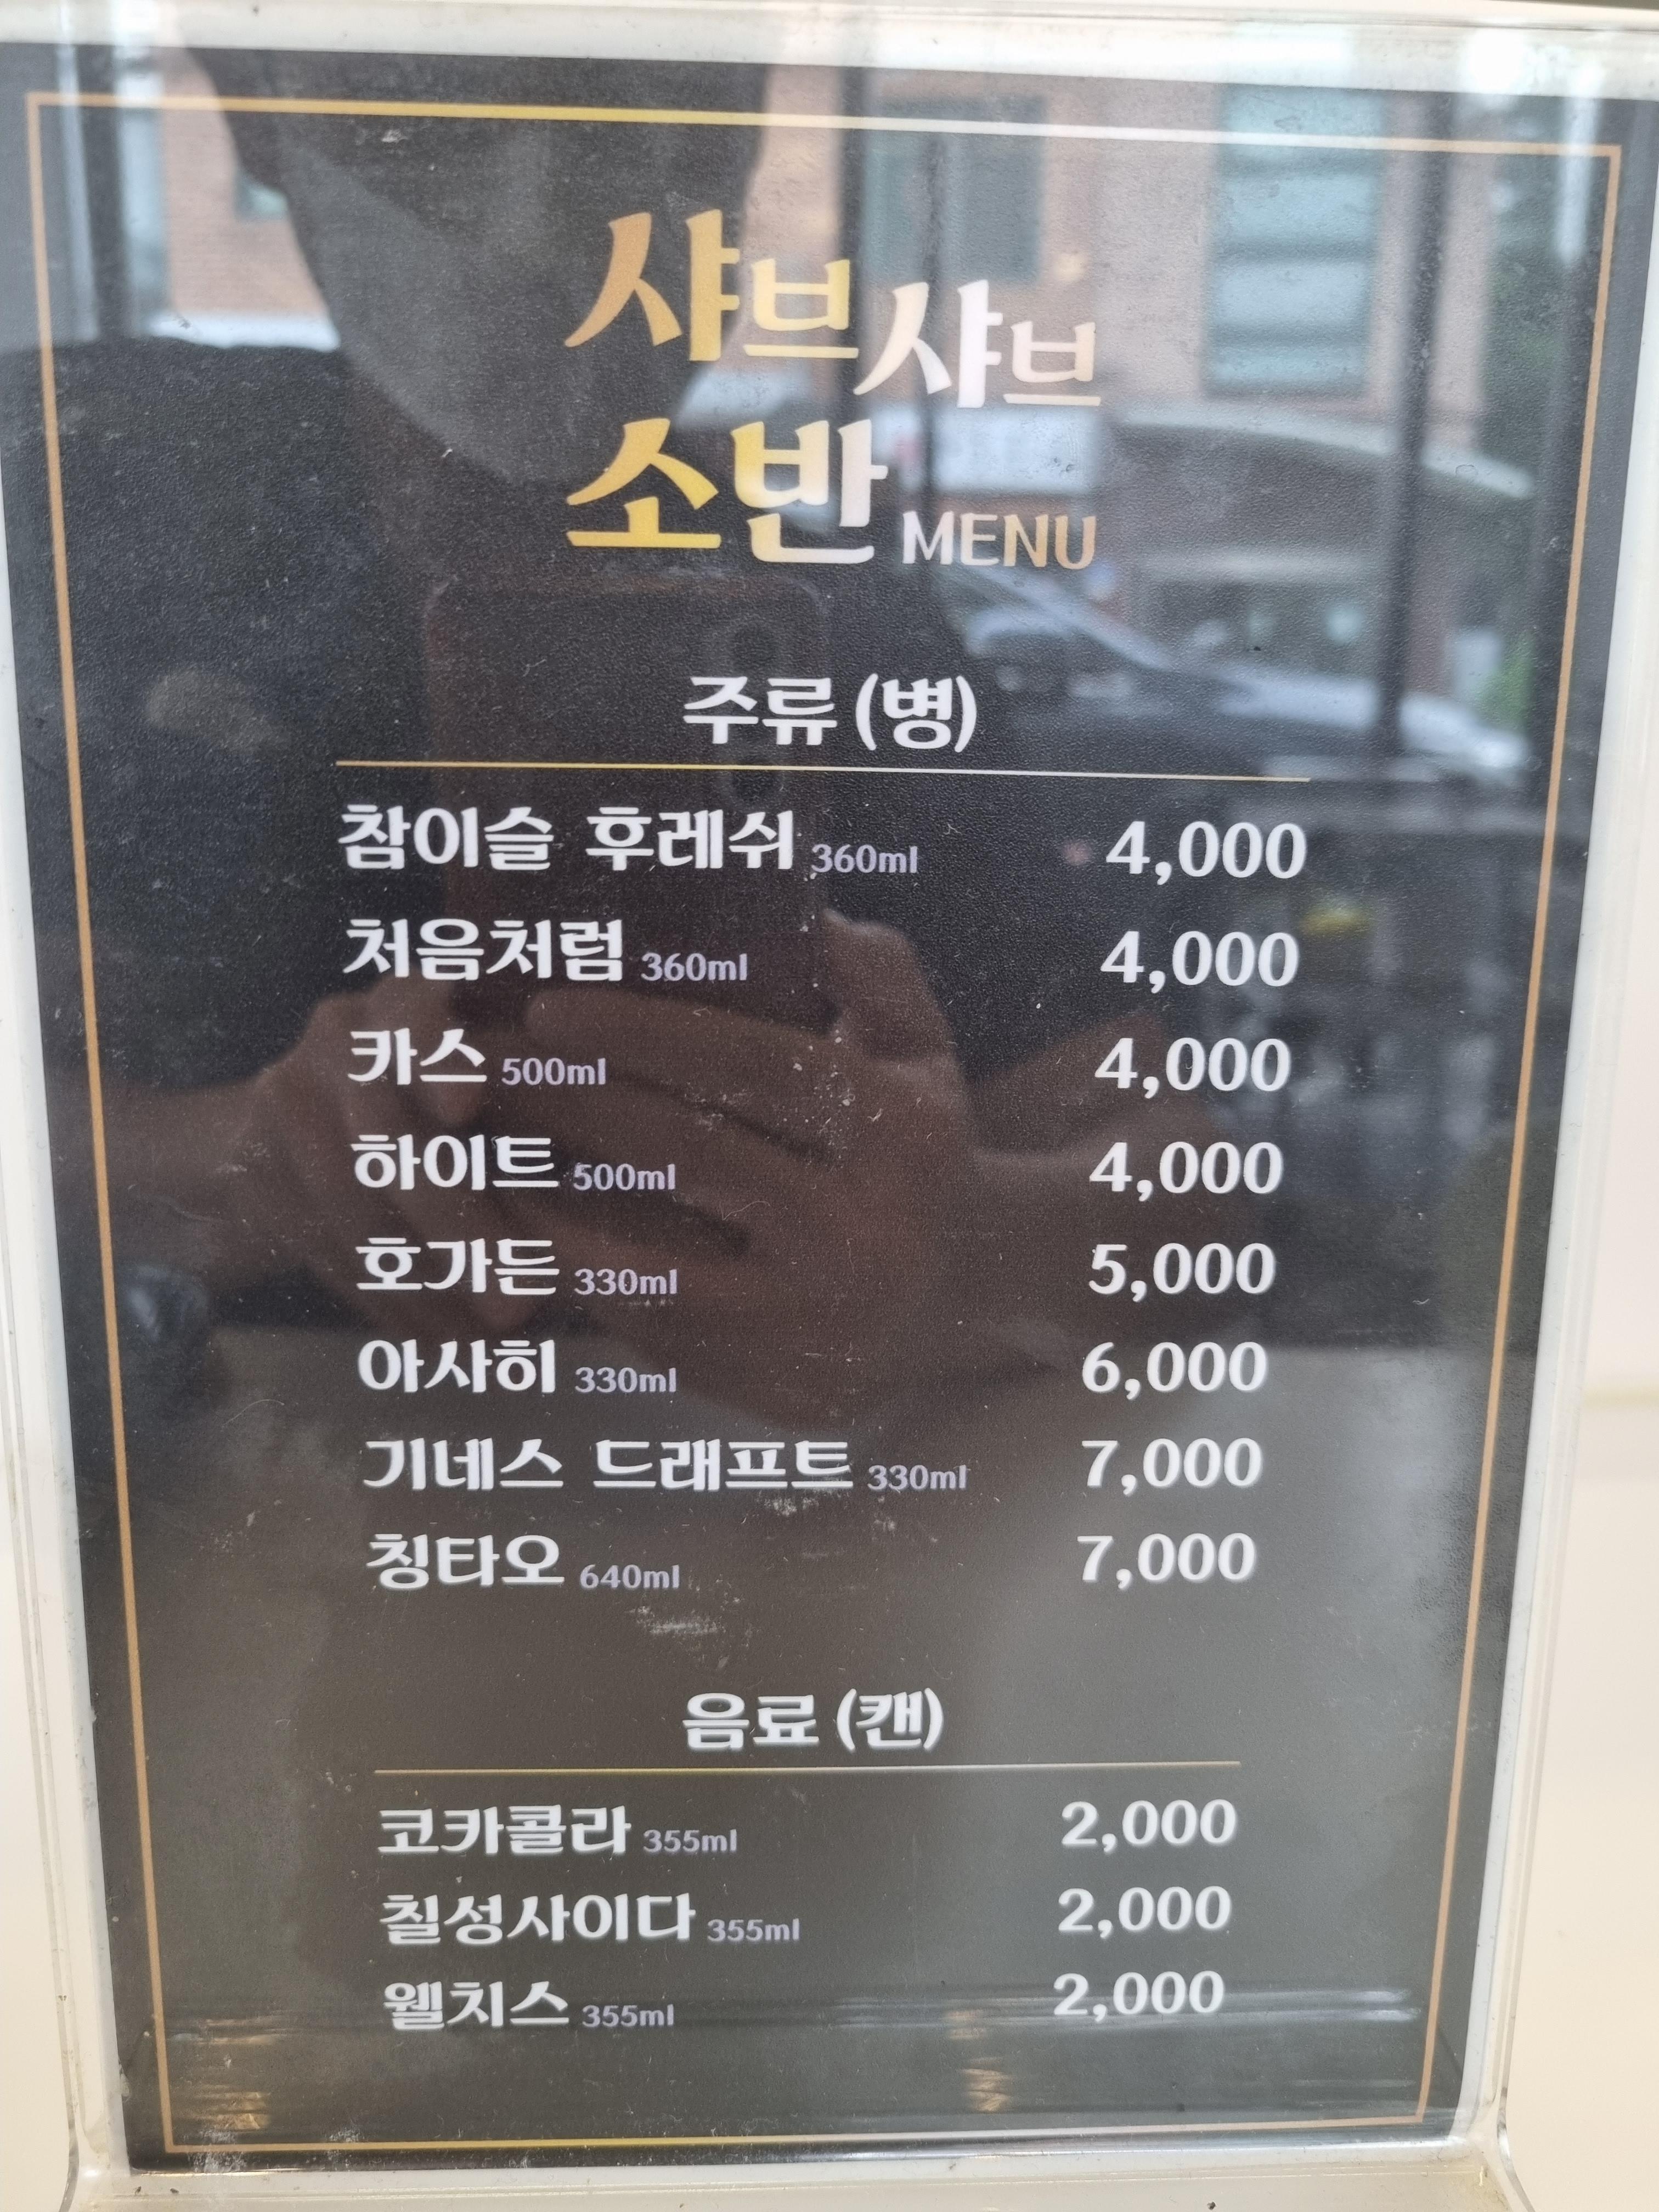 샤브샤브
소반 MENU
주류 (병)
참이슬 후레쉬 360ml 4,000
처음처럼 360ml 4,000
카스 500ml 4,000
하이트 500ml 4,000
호가든 330ml 5,000
아사히 330ml 6,000
기네스 드래프트 330ml 7,000
칭타오 640ml 7,000
음료 (캔)
코카콜라 355ml 2,000
칠성사이다 355ml 2,000
웰치스 355ml 2,000